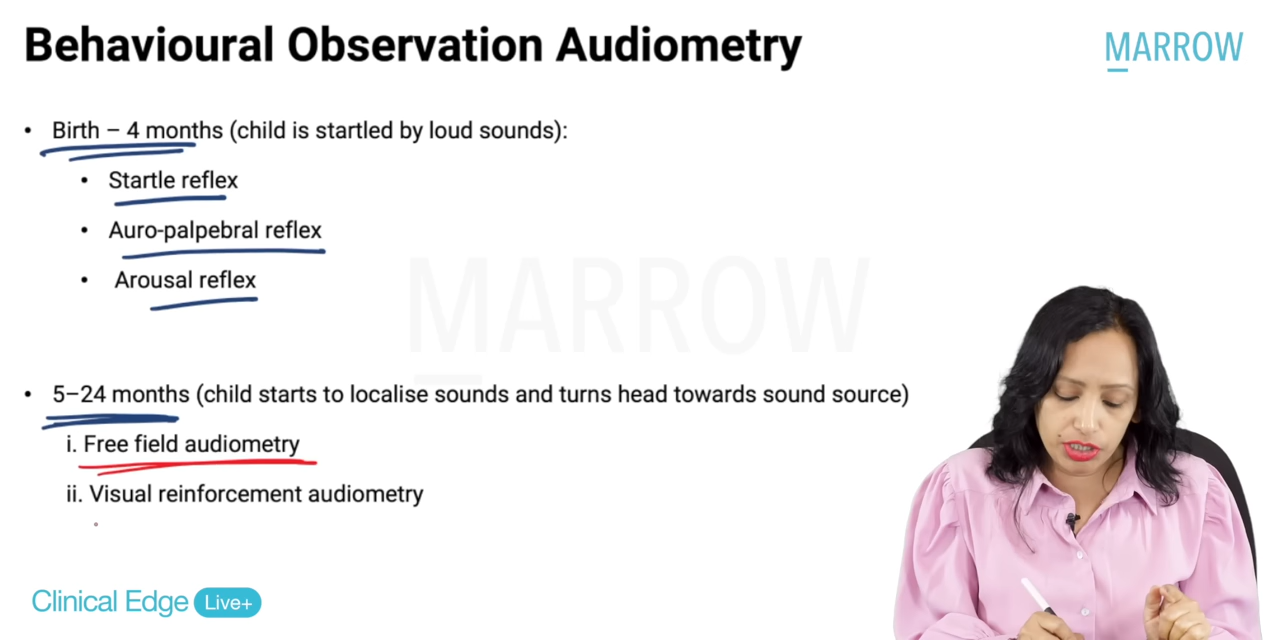 Behavioural Observation Audiometry
MARROW
• Birth – 4 months (child is startled by loud sounds):
• Startle reflex
• Auro-palpebral reflex
• Arousal reflex
MARROW
• 5–24 months (child starts to localise sounds and turns head towards sound source)
i. Free field audiometry
ii. Visual reinforcement audiometry
Clinical Edge Live+